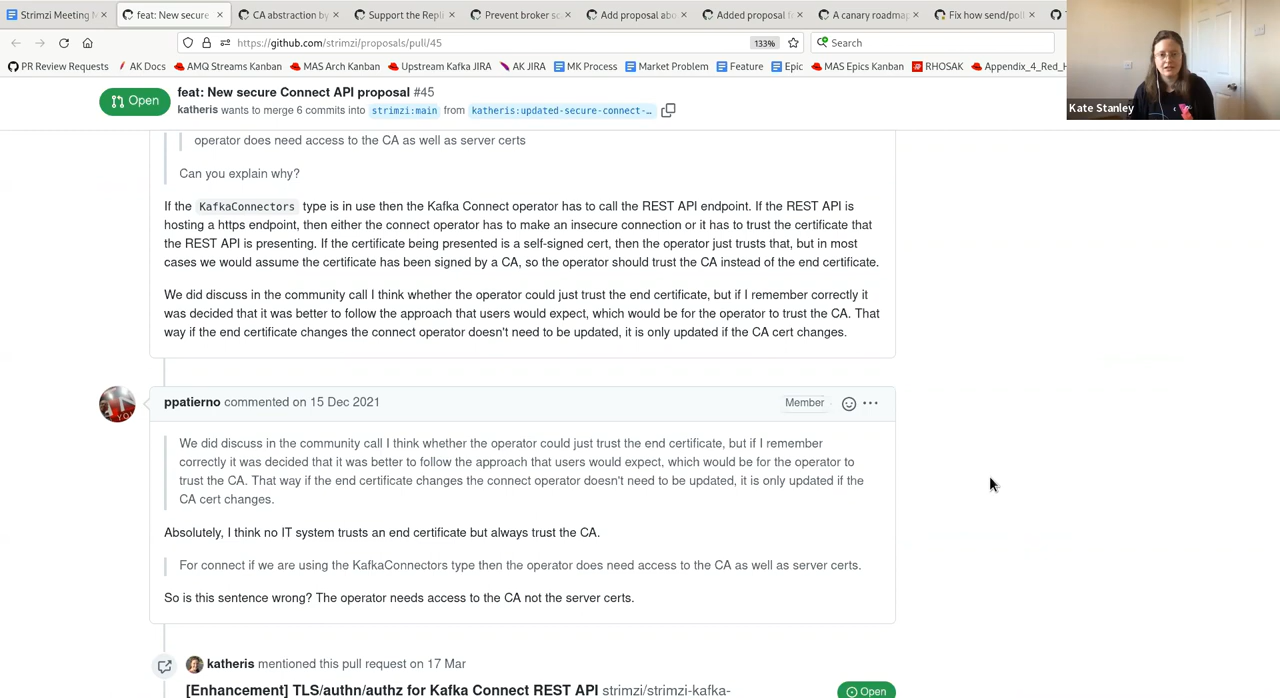 Strimzi Meeting N
feat: New secure
CA abstraction by
Support the Repli
Prevent broker sc
Add proposal abo
Added proposal f
A canary roadmap
Fix how send/poll
https://github.com/strimzi/proposals/pull/45
133%
Search
PR Review Requests
AK Docs
AMQ Streams Kanban
MAS Arch Kanban
Upstream Kafka JIRA
AK JIRA
MK Process
Market Problem
Feature
Epic
MAS Epics Kanban
RHOSAK
Appendix_4_Red_H
Kate Stanley
Open
feat: New secure Connect API proposal #45
katheris wants to merge 6 commits into strimzi:main from katheris:updated-secure-connect-…
operator does need access to the CA as well as server certs
Can you explain why?
If the KafkaConnectors type is in use then the Kafka Connect operator has to call the REST API endpoint. If the REST API is
hosting a https endpoint, then either the connect operator has to make an insecure connection or it has to trust the certificate that
the REST API is presenting. If the certificate being presented is a self-signed cert, then the operator just trusts that, but in most
cases we would assume the certificate has been signed by a CA, so the operator should trust the CA instead of the end certificate.
We did discuss in the community call I think whether the operator could just trust the end certificate, but if I remember correctly it
was decided that it was better to follow the approach that users would expect, which would be for the operator to trust the CA. That
way if the end certificate changes the connect operator doesn't need to be updated, it is only updated if the CA cert changes.
ppatierno commented on 15 Dec 2021
Member
We did discuss in the community call I think whether the operator could just trust the end certificate, but if I remember
correctly it was decided that it was better to follow the approach that users would expect, which would be for the operator to
trust the CA. That way if the end certificate changes the connect operator doesn't need to be updated, it is only updated if the
CA cert changes.
Absolutely, I think no IT system trusts an end certificate but always trust the CA.
For connect if we are using the KafkaConnectors type then the operator does need access to the CA as well as server certs.
So is this sentence wrong? The operator needs access to the CA not the server certs.
katheris mentioned this pull request on 17 Mar
[Enhancement] TLS/authn/authz for Kafka Connect REST API strimzi/strimzi-kafka-
Open